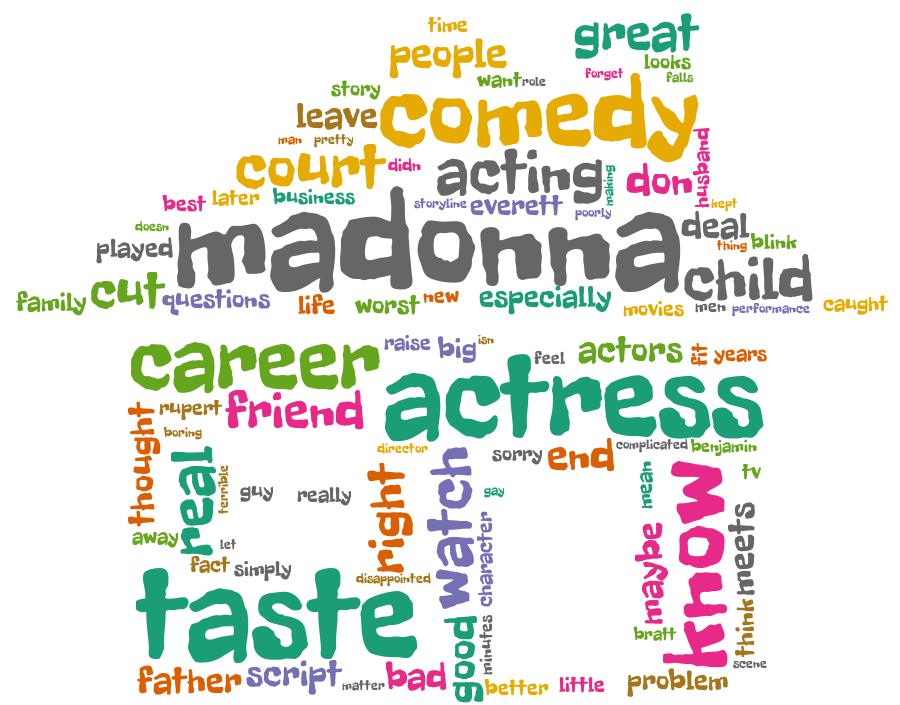 time
great
people
looks
forget
falls
want
role
story
comedy
leave
man
pretty
court
didn
acting
making
don
husband
best
later
business
storyline
everett
poorly
kept
doesn
played
madonna
deal
thing
blink
child
family
cut
questions
life
worst
new
especially
movies
men
performance
caught
career
raise
big
isn
feel
actors
fit
years
actress
thought
rupert
friend
boring
director
sorry
end
complicated
benjamin
real
terrible
guy
really
right
watch
gay
mean
know
tv
away
let
character
maybe
meets
fact
simply
disappointed
taste
good
minutes
bratt
think
scene
father
script
matter
bad
better
little
problem